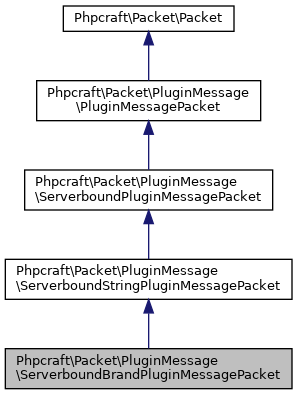 Phpcraft\Packet\Packet
Phpcraft\Packet\PluginMessage
\PluginMessagePacket
Phpcraft\Packet\PluginMessage
\ServerboundPluginMessagePacket
Phpcraft\Packet\PluginMessage
\ServerboundStringPluginMessagePacket
Phpcraft\Packet\PluginMessage
\ServerboundBrandPluginMessagePacket